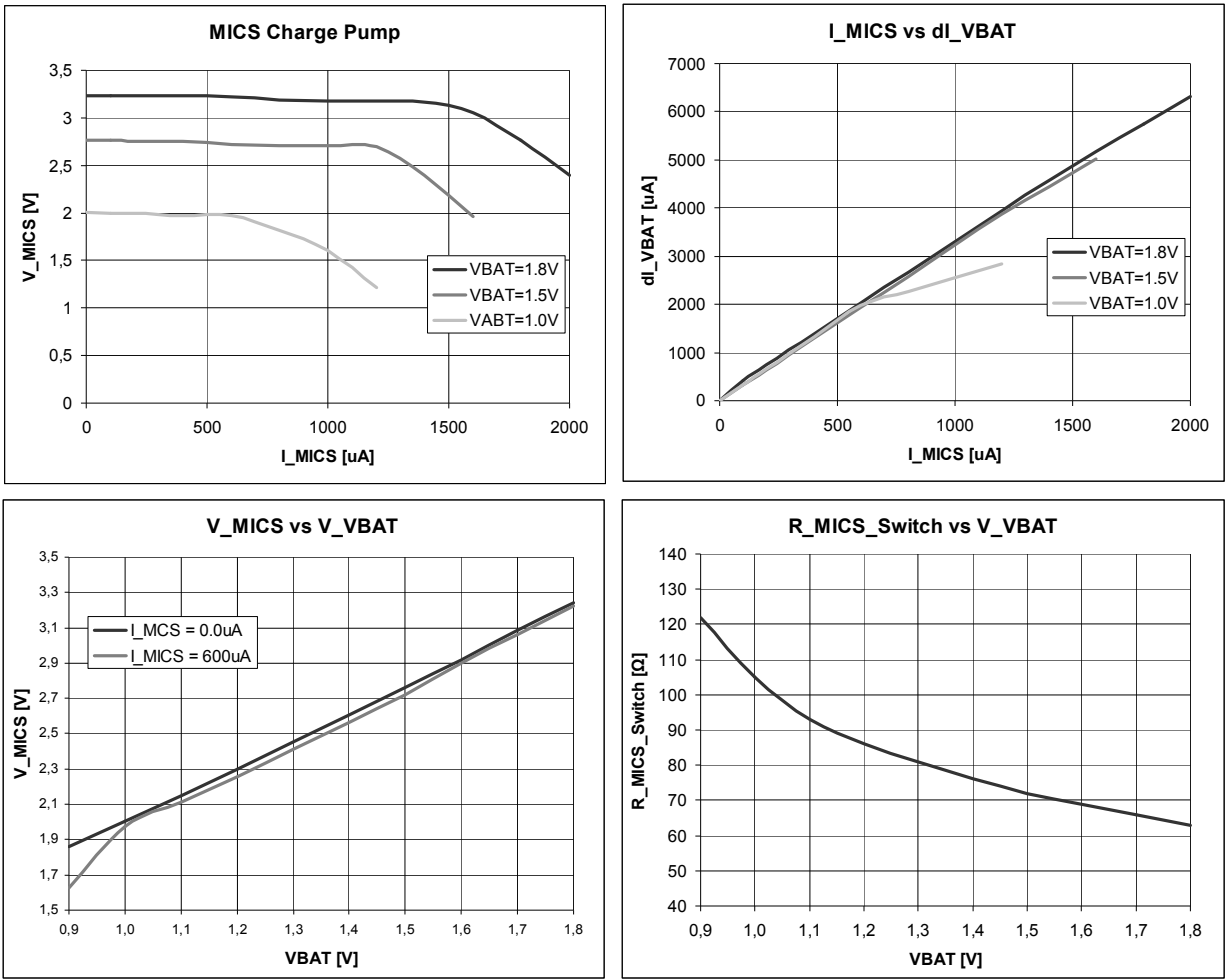 MICS Charge Pump
3,5
3
2,5
2
1,5
1
0,5
0
V_MICS [V]
0 500 1000 1500 2000
I_MICS [uA]
VBAT=1.8V
VBAT=1.5V
VABT=1.0V
I_MICS vs dI_VBAT
7000
6000
5000
4000
3000
2000
1000
0
dI_VBAT [uA]
0 500 1000 1500 2000
I_MICS [uA]
VBAT=1.8V
VBAT=1.5V
VBAT=1.0V
V_MICS vs V_VBAT
3,5
3,3
3,1
2,9
2,7
2,5
2,3
2,1
1,9
1,7
1,5
V_MICS [V]
I_MCS = 0.0uA
I_MICS = 600uA
0,9 1,0 1,1 1,2 1,3 1,4 1,5 1,6 1,7 1,8
VBAT [V]
R_MICS_Switch vs V_VBAT
140
130
120
110
100
90
80
70
60
50
40
R_MICS_Switch [Ω]
0,9 1,0 1,1 1,2 1,3 1,4 1,5 1,6 1,7 1,8
VBAT [V]